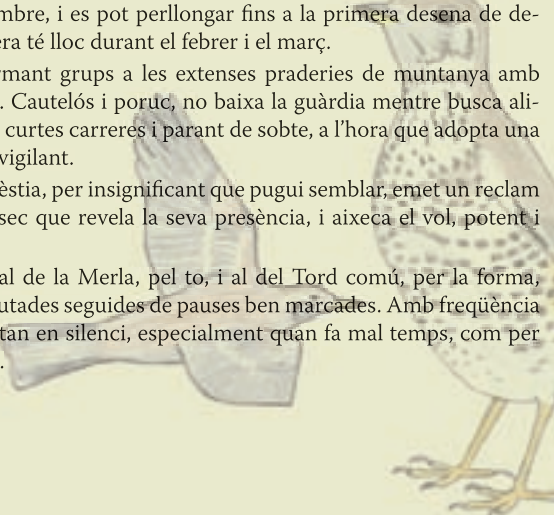 mbre, i es pot perllongar fins a la primera desena de de-
era té lloc durant el febrer i el març.
rmant grups a les extenses praderies de muntanya amb
. Cautelós i poruc, no baixa la guàrdia mentre busca ali-
curtes carreres i parant de sobte, a l’hora que adopta una
vigilant.
èstia, per insignificant que pugui semblar, emet un reclam
sec que revela la seva presència, i aixeca el vol, potent i
al de la Merla, pel to, i al del Tord comú, per la forma,
utades seguides de pauses ben marcades. Amb freqüència
tan en silenci, especialment quan fa mal temps, com per
.